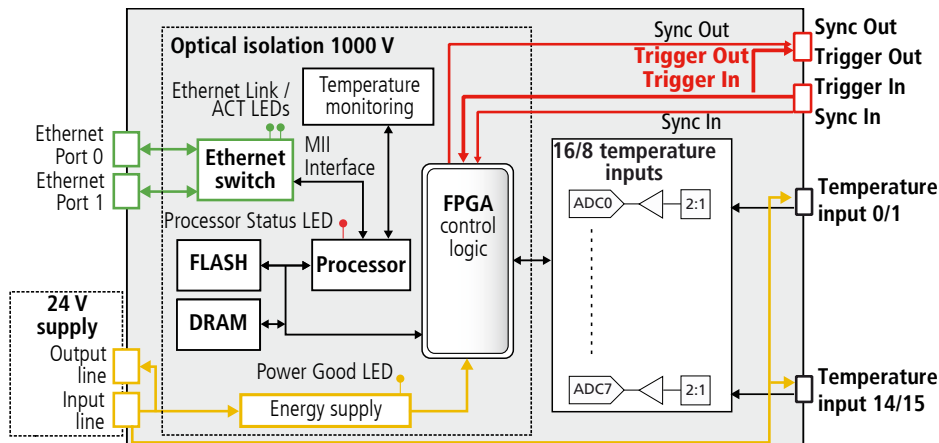 Optical isolation 1000 V
Sync Out
Sync Out
Trigger Out
Trigger Out
Trigger In
Trigger In
Sync In
Sync In
Ethernet Link /
ACT LEDs
Temperature
monitoring
MII
Interface
Ethernet
Port 0
Ethernet
Port 1
Ethernet
switch
Processor Status LED
FLASH
Processor
DRAM
FPGA
control
logic
16/8 temperature
inputs
ADC0
2:1
ADC7
2:1
Temperature
input 0/1
Temperature
input 14/15
24 V
supply
Output
line
Input
line
Power Good LED
Energy supply